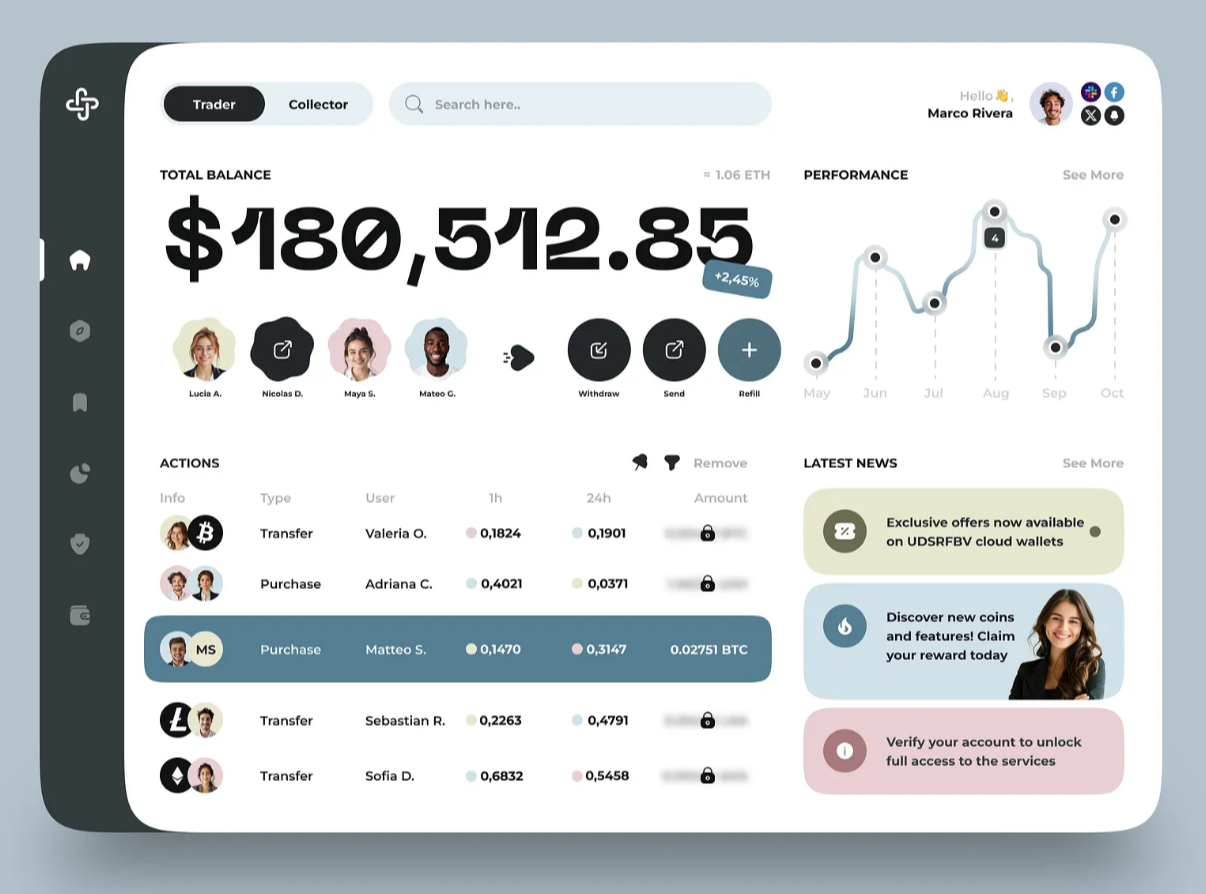 Trader
Collector
Search here..
Hello👋,
Marco Rivera
TOTAL BALANCE
≈ 1.06 ETH
$180,512.85
+2,45%
Lucia A.
Nicolas D.
Maya S.
Mateo G.
Withdraw
Send
Refill
PERFORMANCE
See More
4
May
Jun
Jul
Aug
Sep
Oct
ACTIONS
Remove
Info Type User 1h 24h Amount
Transfer Valeria O. 0,1824 0,1901
Purchase Adriana C. 0,4021 0,0371
MS Purchase Matteo S. 0,1470 0,3147 0.02751 BTC
Transfer Sebastian R. 0,2263 0,4791
Transfer Sofia D. 0,6832 0,5458
LATEST NEWS
See More
Exclusive offers now available
on UDSRFBV cloud wallets
Discover new coins
and features! Claim
your reward today
Verify your account to unlock
full access to the services